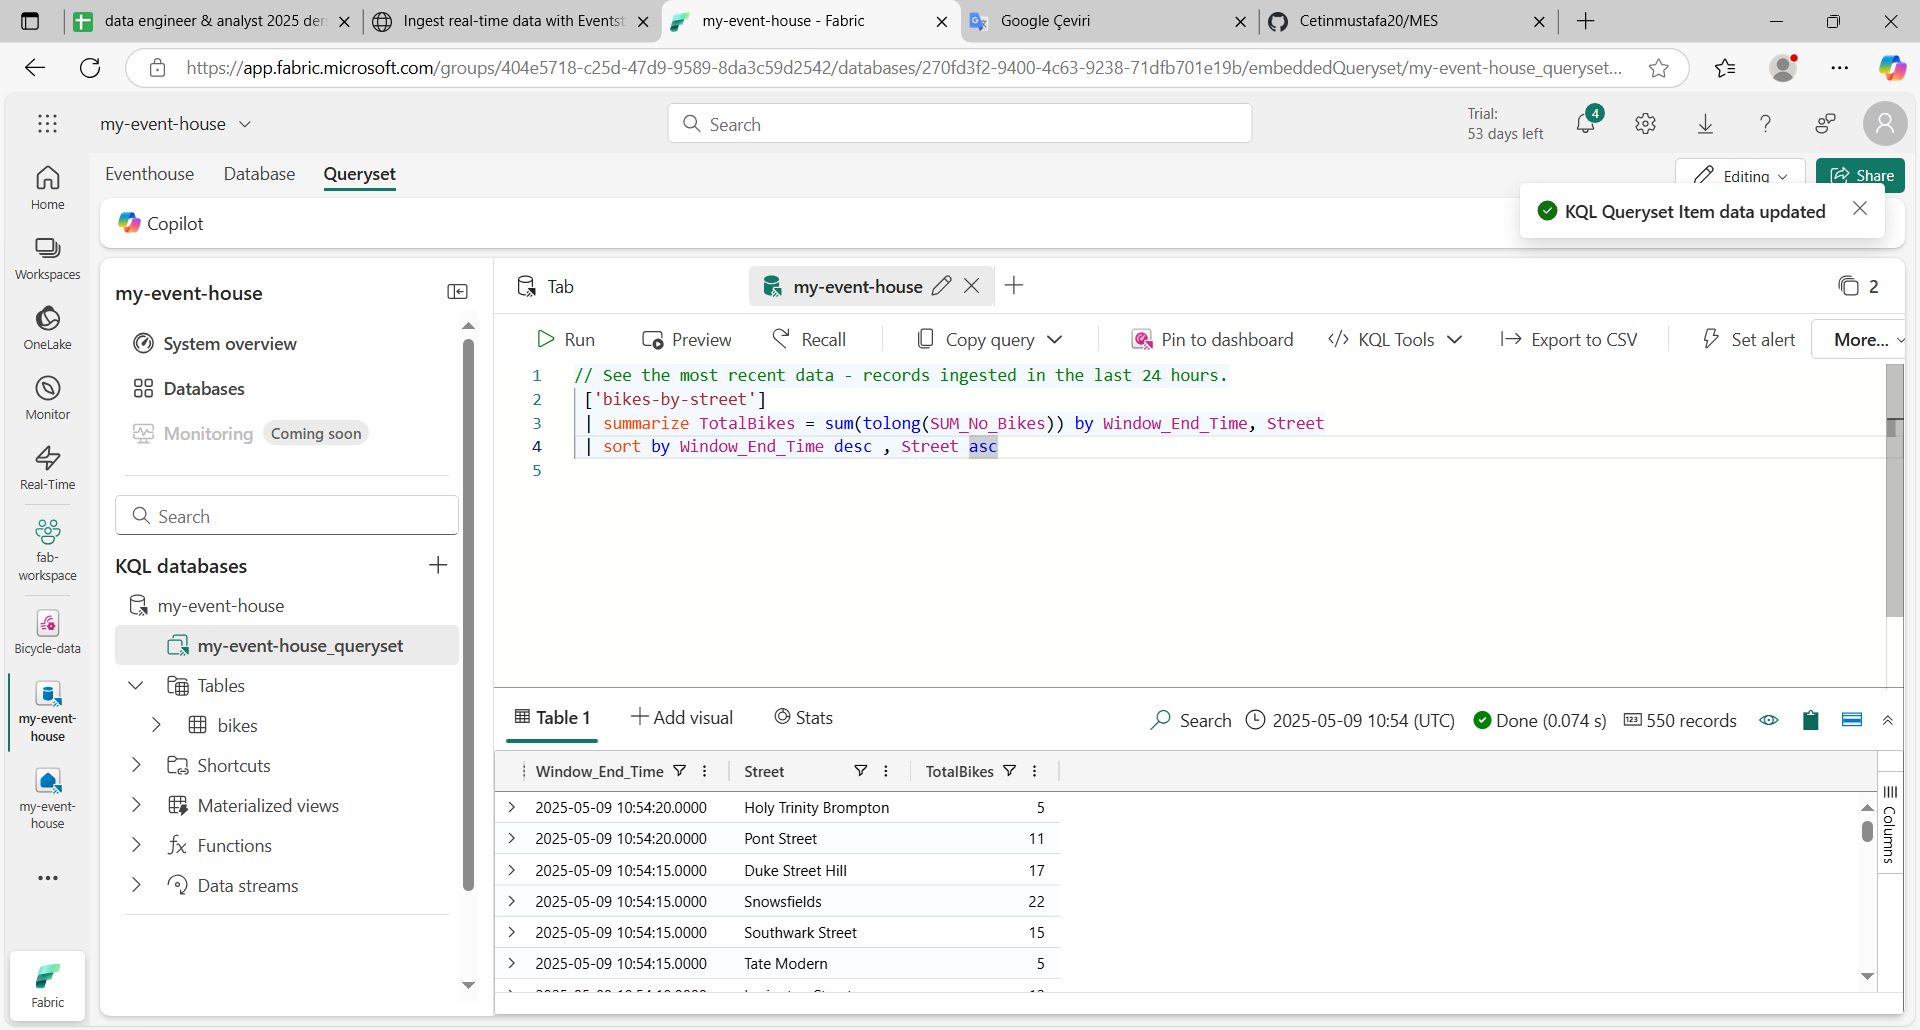 data engineer & analyst 2025 der
Ingest real-time data with Eventst
my-event-house - Fabric
Google Çeviri
Cetinmustafa20/MES
https://app.fabric.microsoft.com/groups/404e5718-c25d-47d9-9589-8da3c59d2542/databases/270fd3f2-9400-4c63-9238-71dfb701e19b/embeddedQueryset/my-event-house_queryset...
my-event-house
Search
Trial:
53 days left
4
Eventhouse Database Queryset
Editing
Share
Copilot
KQL Queryset Item data updated
Home
Workspaces
OneLake
Monitor
Real-Time
fab-
workspace
Bicycle-data
my-event-
house
my-event-
house
Fabric
my-event-house
System overview
Databases
Monitoring Coming soon
Search
KQL databases
my-event-house
my-event-house_queryset
Tables
bikes
Shortcuts
Materialized views
Functions
Data streams
Tab my-event-house 2
Run Preview Recall Copy query Pin to dashboard KQL Tools Export to CSV Set alert More...
1 // See the most recent data - records ingested in the last 24 hours.
2 ['bikes-by-street']
3 | summarize TotalBikes = sum(tolong(SUM_No_Bikes)) by Window_End_Time, Street
4 | sort by Window_End_Time desc , Street asc
5
Table 1 Add visual Stats Search 2025-05-09 10:54 (UTC) Done (0.074 s) 550 records
Window_End_Time Street TotalBikes
2025-05-09 10:54:20.0000 Holy Trinity Brompton 5
2025-05-09 10:54:20.0000 Pont Street 11
2025-05-09 10:54:15.0000 Duke Street Hill 17
2025-05-09 10:54:15.0000 Snowsfields 22
2025-05-09 10:54:15.0000 Southwark Street 15
2025-05-09 10:54:15.0000 Tate Modern 5
Columns